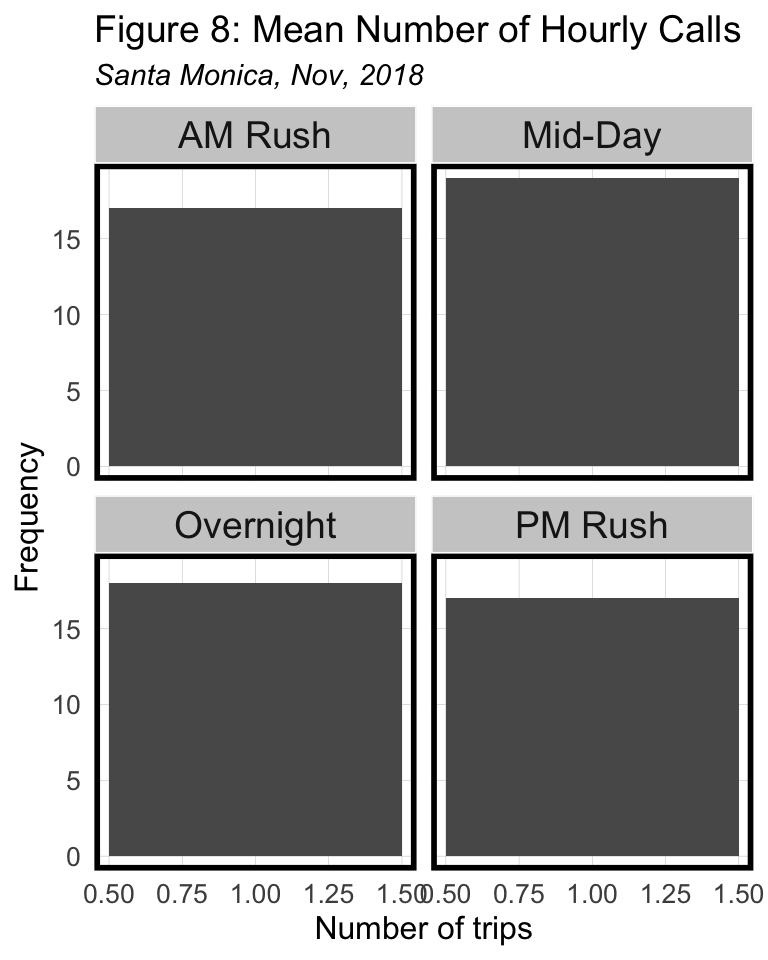 Figure 8: Mean Number of Hourly Calls
Santa Monica, Nov, 2018
AM Rush
Mid-Day
15
10
5
0
Frequency
Overnight
PM Rush
15
10
5
0
0.50 0.75 1.00 1.25 1.50
0.50 0.75 1.00 1.25 1.50
Number of trips